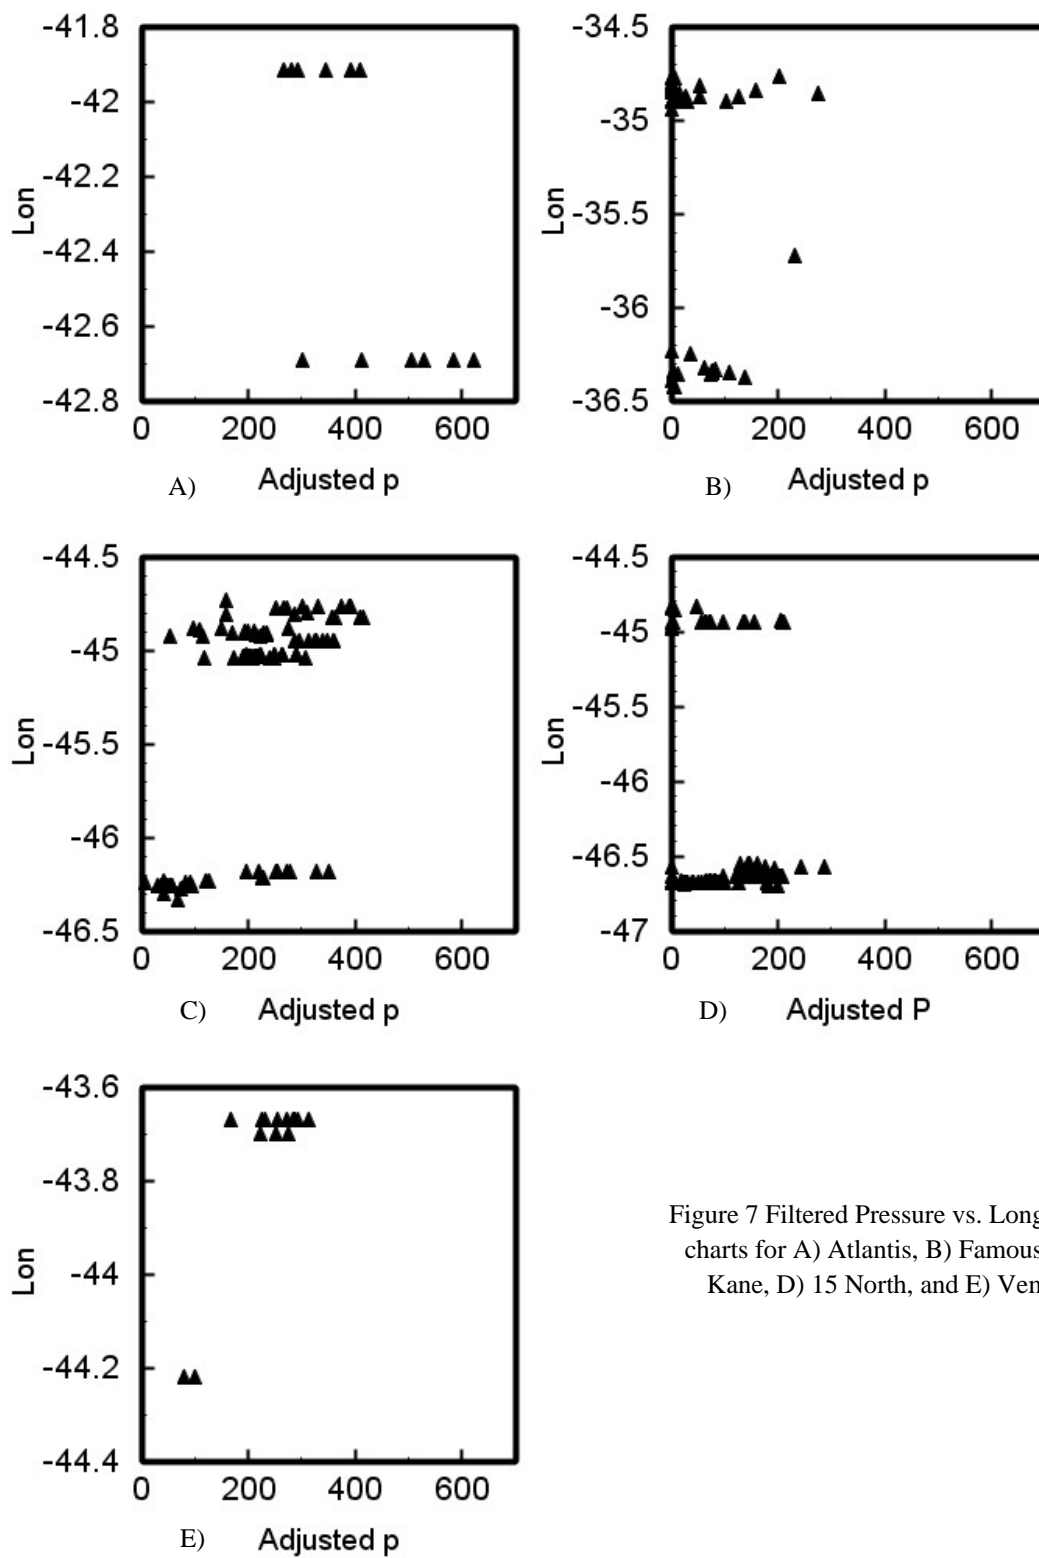 -41.8
-42
-42.2
-42.4
-42.6
-42.8
Lon
0 200 400 600
A) Adjusted p
-34.5
-35
-35.5
-36
-36.5
Lon
0 200 400 600
B) Adjusted p
-44.5
-45
-45.5
-46
-46.5
Lon
0 200 400 600
C) Adjusted p
-44.5
-45
-45.5
-46
-46.5
-47
Lon
0 200 400 600
D) Adjusted P
-43.6
-43.8
-44
-44.2
-44.4
Lon
0 200 400 600
E) Adjusted p
Figure 7 Filtered Pressure vs. Long
charts for A) Atlantis, B) Famous
Kane, D) 15 North, and E) Ven